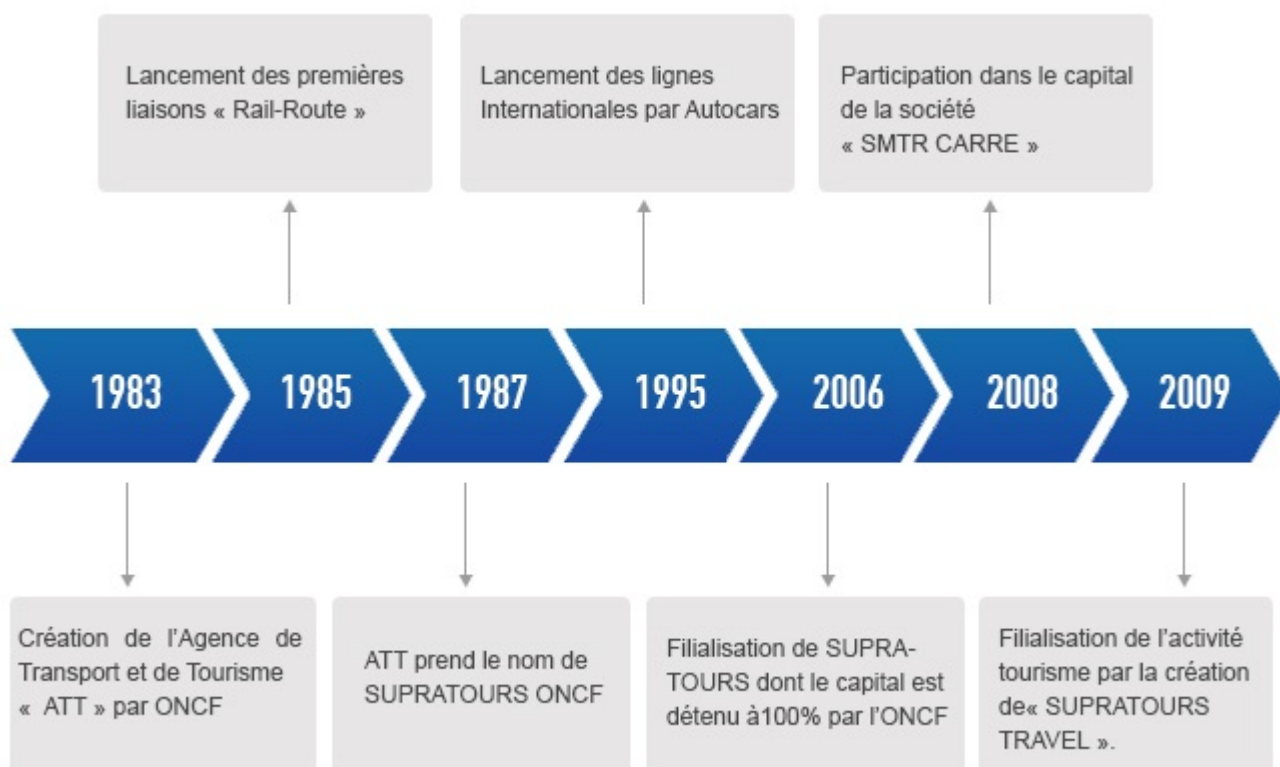 Lancement des premières
liaisons « Rail-Route »
Lancement des lignes
Internationales par Autocars
Participation dans le capital
de la société
« SMTR CARRE »
1983
1985
1987
1995
2006
2008
2009
Création de l'Agence de
Transport et de Tourisme
« ATT » par ONCF
ATT prend le nom de
SUPRATOURS ONCF
Filialisation de SUPRA-
TOURS dont le capital est
détenu à100% par l'ONCF
Filialisation de l'activité
tourisme par la création
de« SUPRATOURS
TRAVEL ».